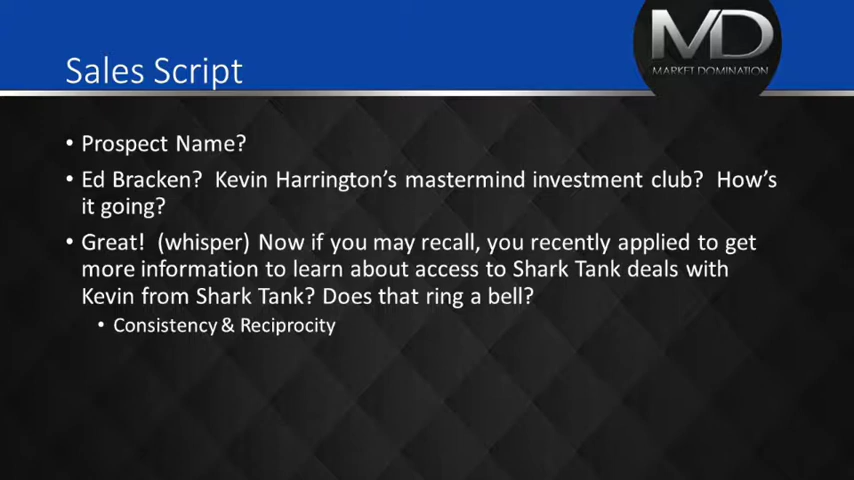 Sales Script
MD
MARKET DOMINATION
• Prospect Name?
• Ed Bracken? Kevin Harrington's mastermind investment club? How's
it going?
• Great! (whisper) Now if you may recall, you recently applied to get
more information to learn about access to Shark Tank deals with
Kevin from Shark Tank? Does that ring a bell?
• Consistency & Reciprocity